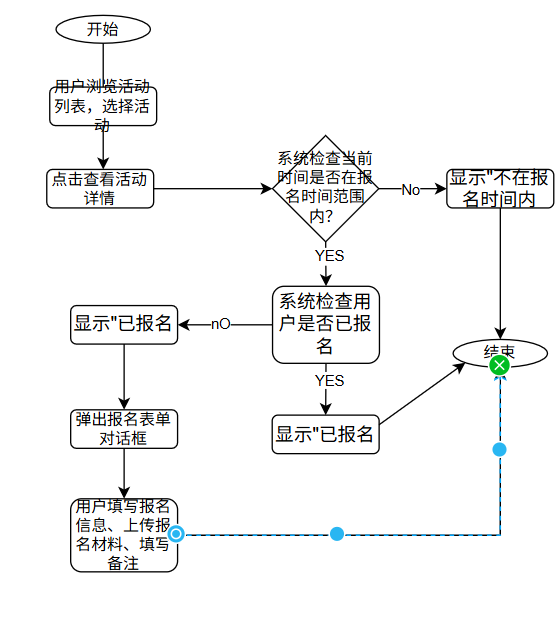 开始
用户浏览活动
列表，选择活
动
点击查看活动
详情
系统检查当前
时间是否在报
名时间范围
内？
No
显示"不在报
名时间内
YES
系统检查用
户是否已报
名
nO
显示"已报名
结束
YES
弹出报名表单
对话框
显示"已报名
用户填写报名
信息、上传报
名材料、填写
备注